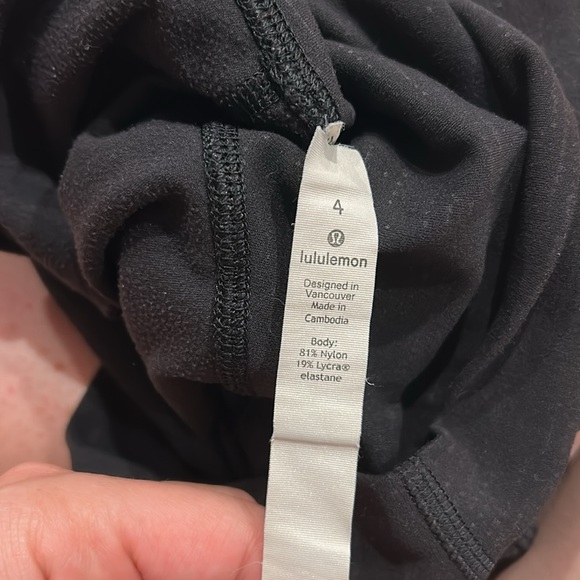 4
lululemon
Designed in
Vancouver
Made in
Cambodia
Body:
81% Nylon
19% Lycra®
elastane